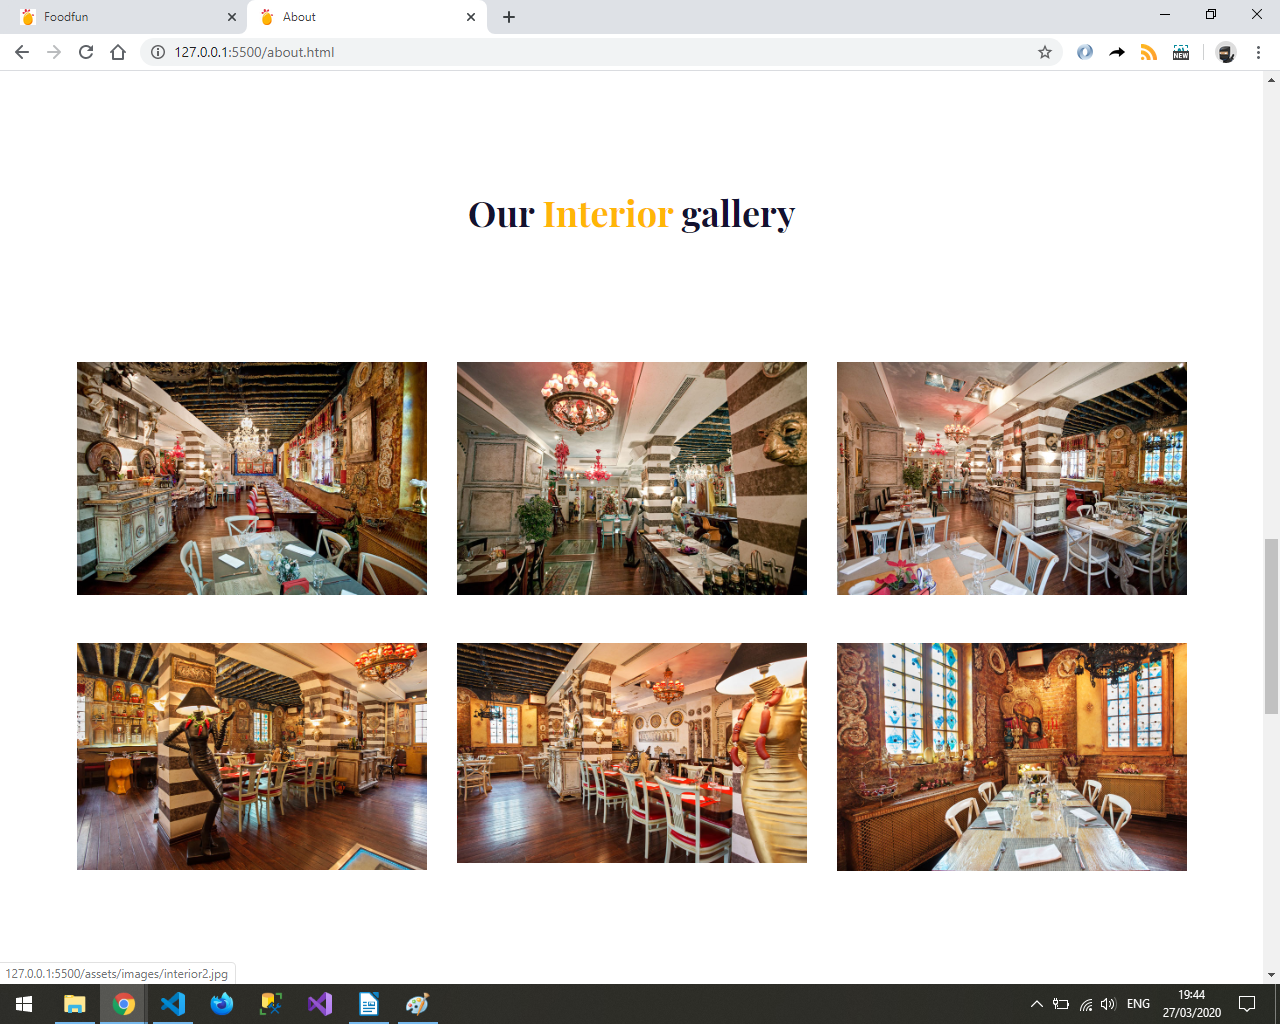 Foodfun
About
127.0.0.1:5500/about.html
NEW
Our Interior gallery
127.0.0.1:5500/assets/images/interior2.jpg
ENG
19:44
27/03/2020